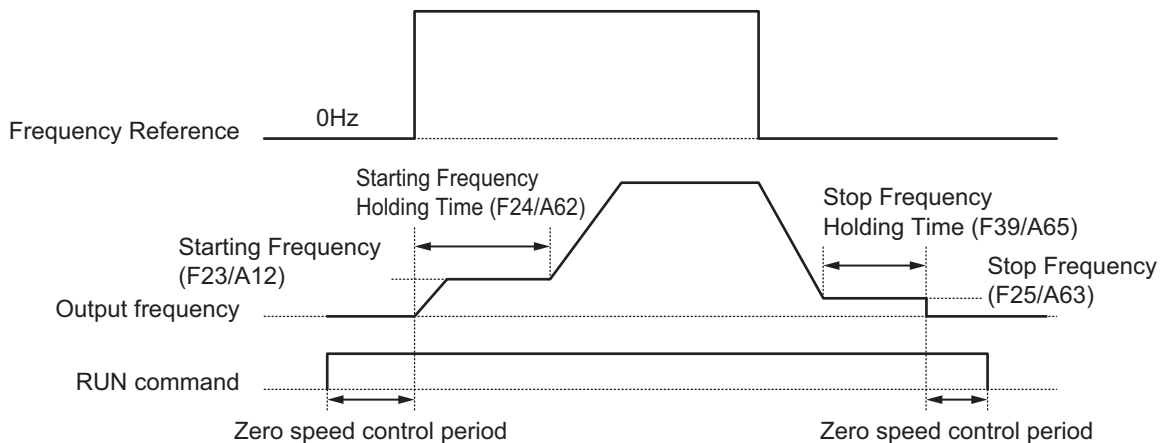 0Hz
Frequency Reference
Starting Frequency
Holding Time (F24/A62)
Stop Frequency
Holding Time (F39/A65)
Starting Frequency
(F23/A12)
Stop Frequency
(F25/A63)
Output frequency
RUN command
Zero speed control period
Zero speed control period